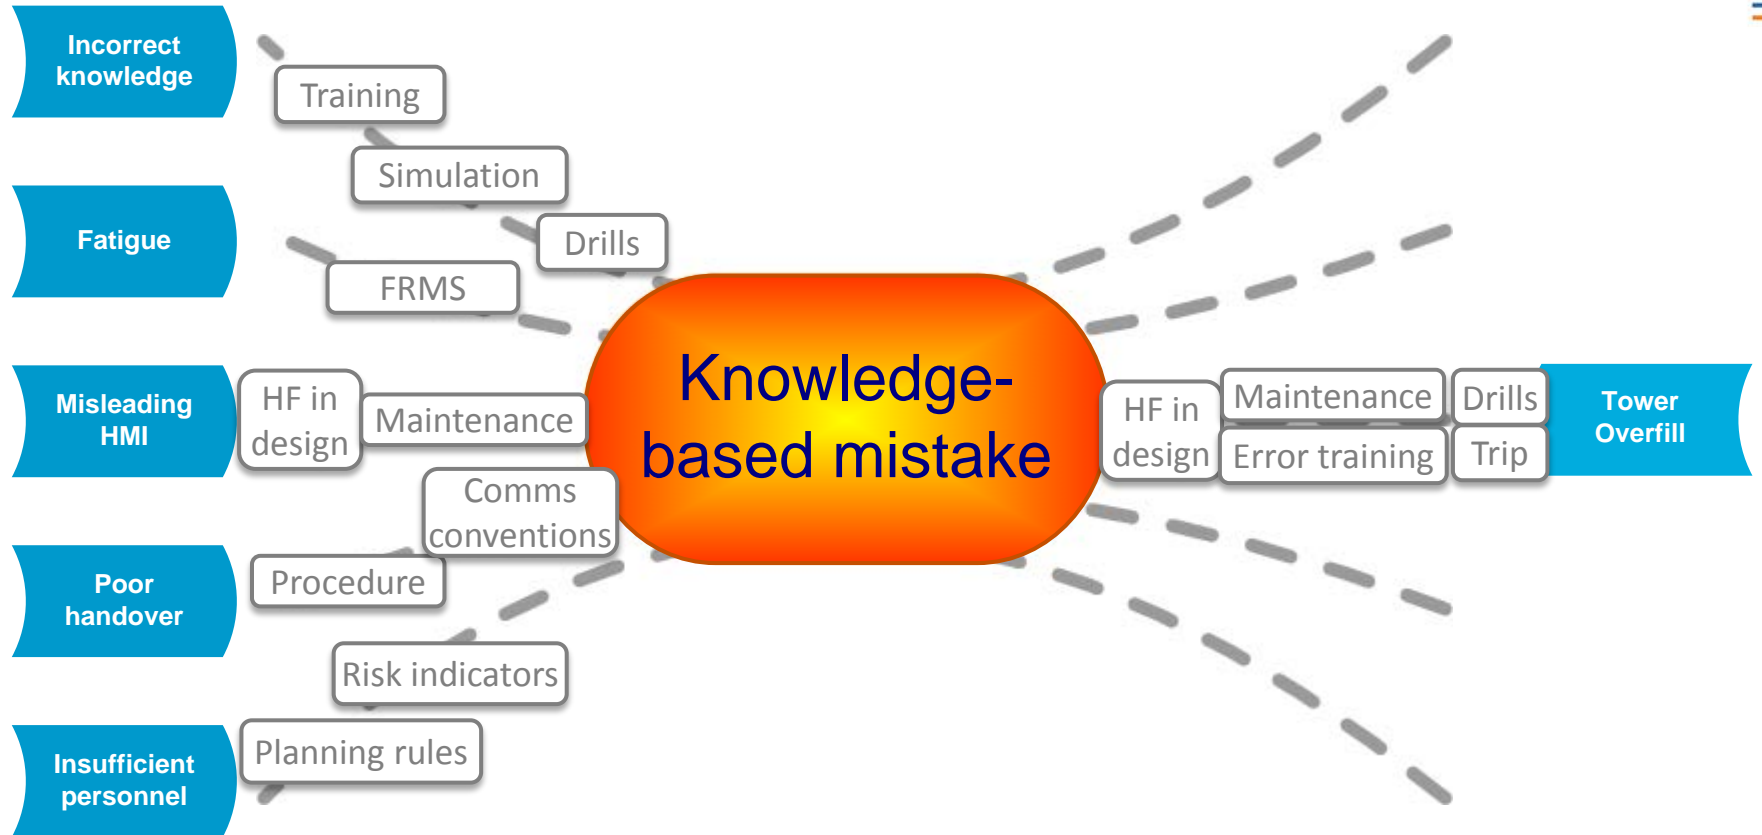 Incorrect
knowledge
Training
Simulation
Fatigue
Drills
FRMS
Misleading
HMI
HF in
design
Maintenance
Knowledge-
based mistake
HF in
design
Maintenance
Drills
Error training
Trip
Tower
Overfill
Comms
conventions
Poor
handover
Procedure
Risk indicators
Insufficient
personnel
Planning rules